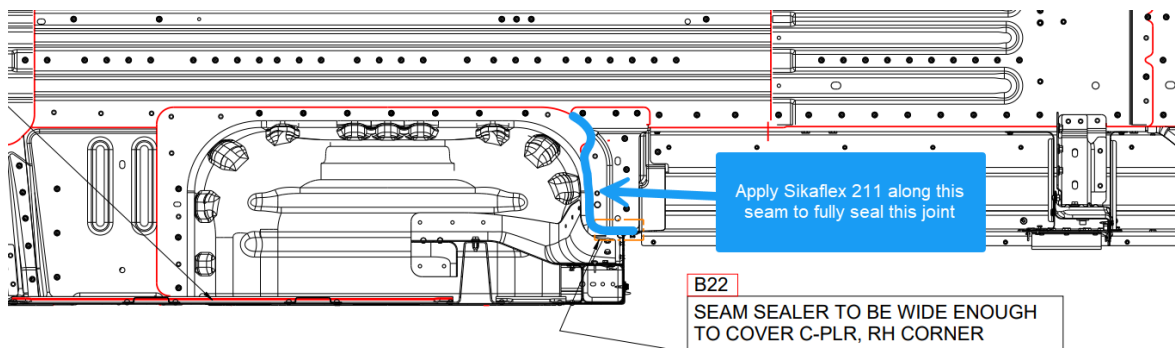 Apply Sikaflex 211 along this
seam to fully seal this joint
B22
SEAM SEALER TO BE WIDE ENOUGH
TO COVER C-PLR, RH CORNER